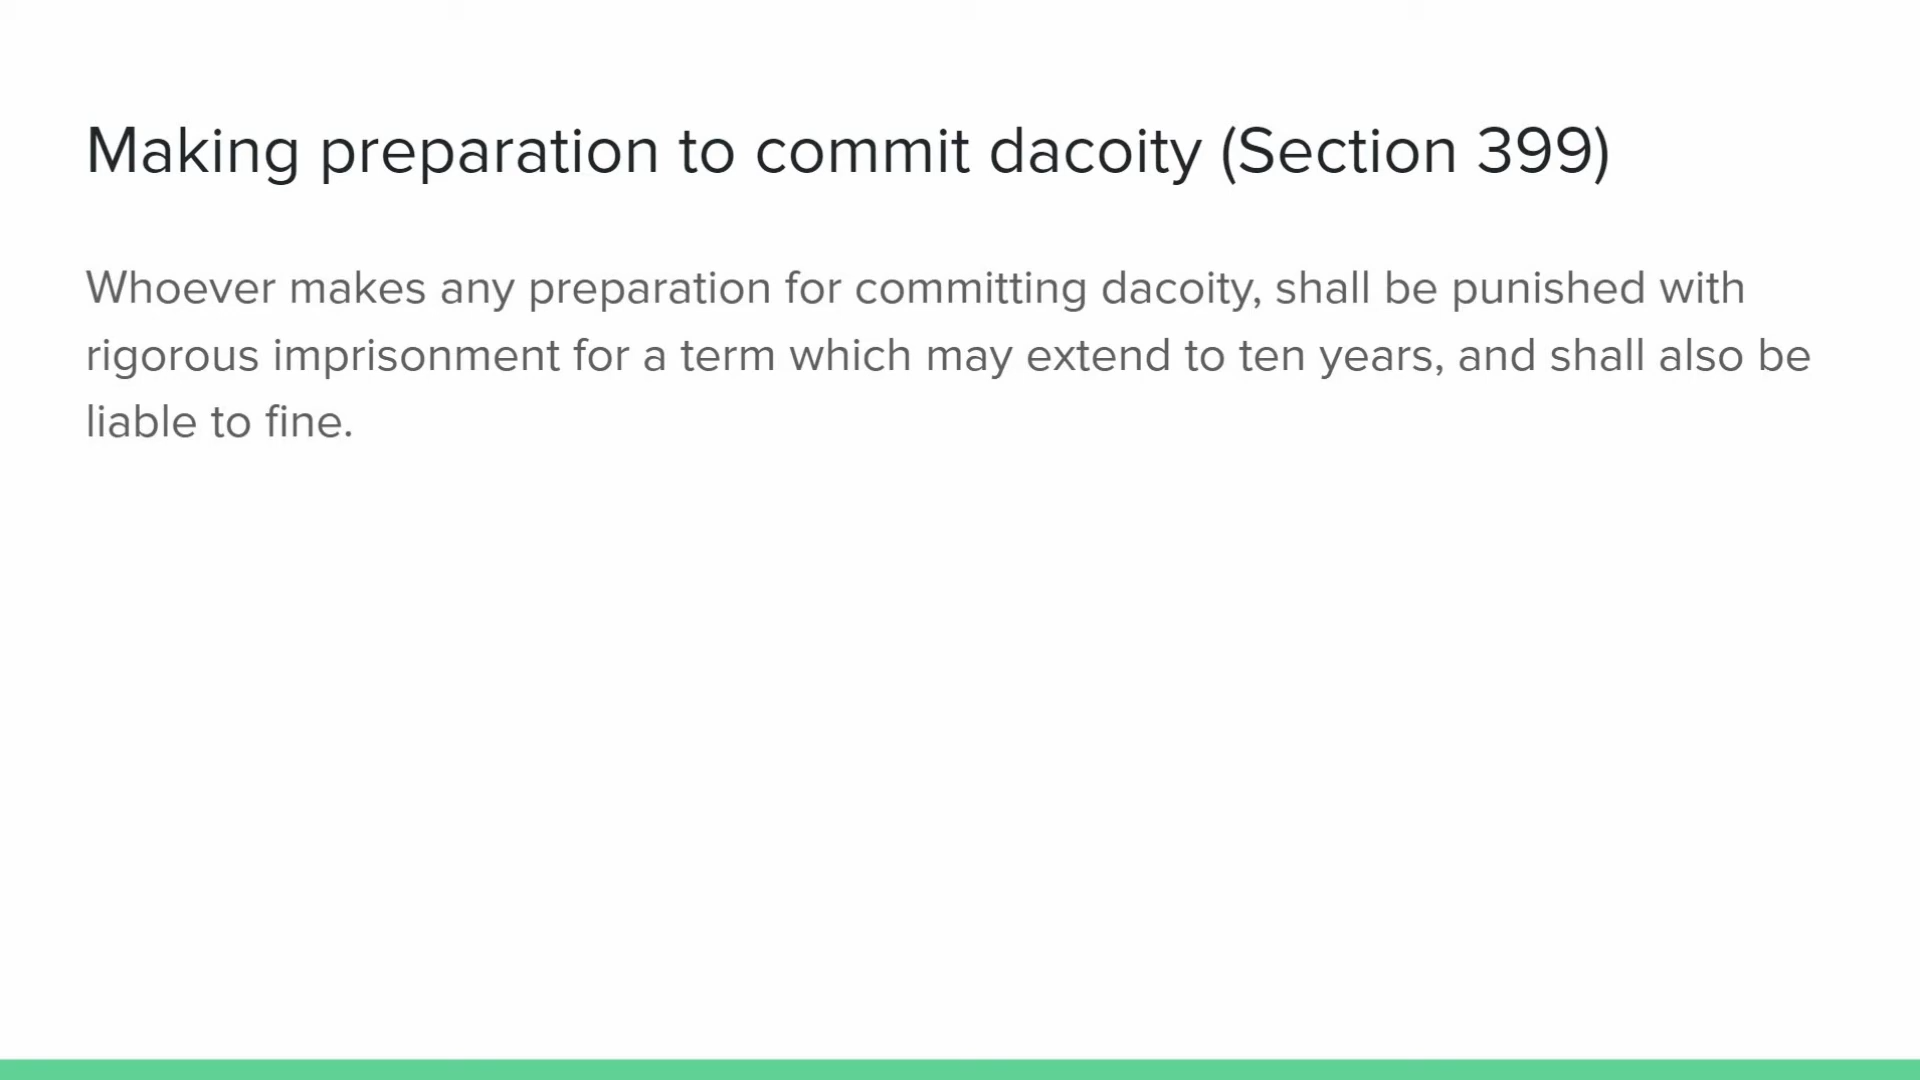 Making preparation to commit dacoity (Section 399)
Whoever makes any preparation for committing dacoity, shall be punished with
rigorous imprisonment for a term which may extend to ten years, and shall also be
liable to fine.